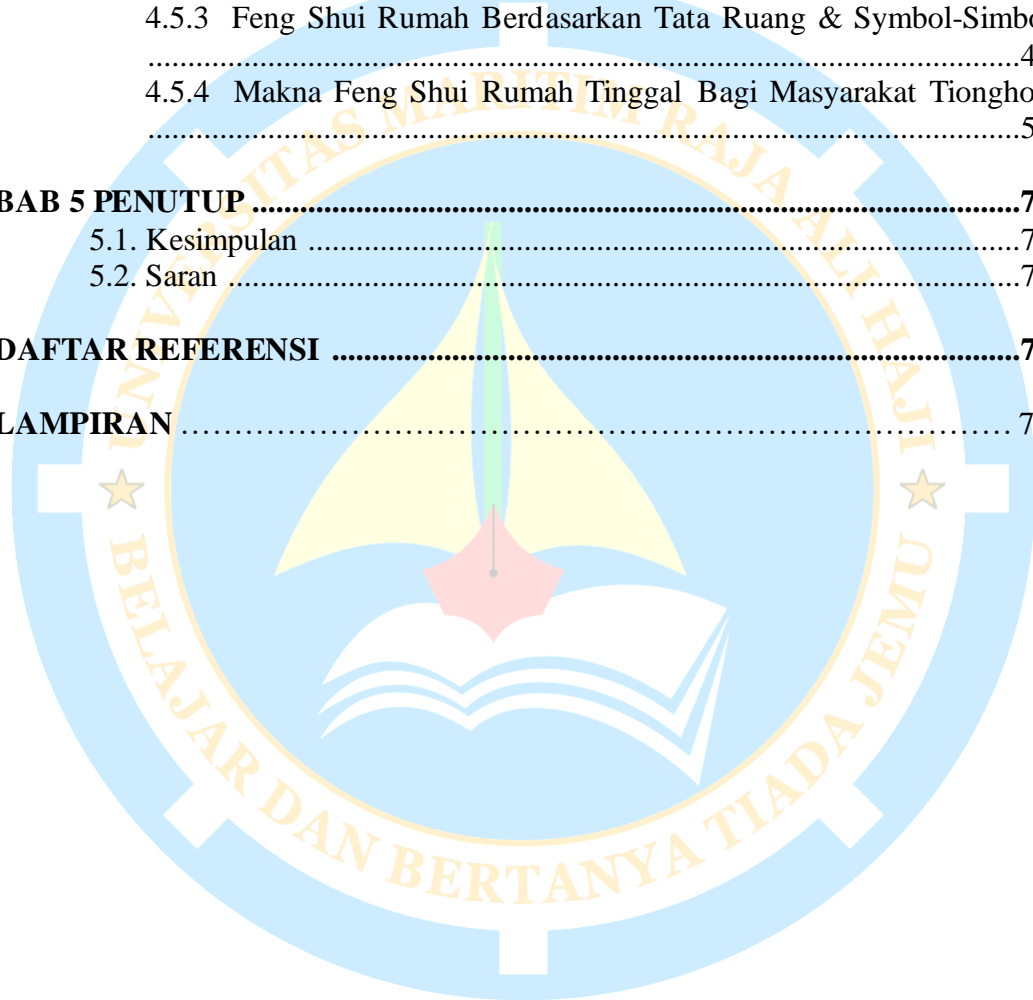 4.5.3 Feng Shui Rumah Berdasarkan Tata Ruang & Symbol-Simbo
........................................................................................................4
4.5.4 Makna Feng Shui Rumah Tinggal Bagi Masyarakat Tiongho
........................................................................................................5
BAB 5 PENUTUP ..................................................................................7
5.1. Kesimpulan ....................................................................................7
5.2. Saran ..............................................................................................7
DAFTAR REFERENSI .........................................................................7
LAMPIRAN ………………………………………………………………… 7
UNIVERSITAS MARITIM RAJA ALI HAJI
BELAJAR DAN BERTANYA TIADA JEMU